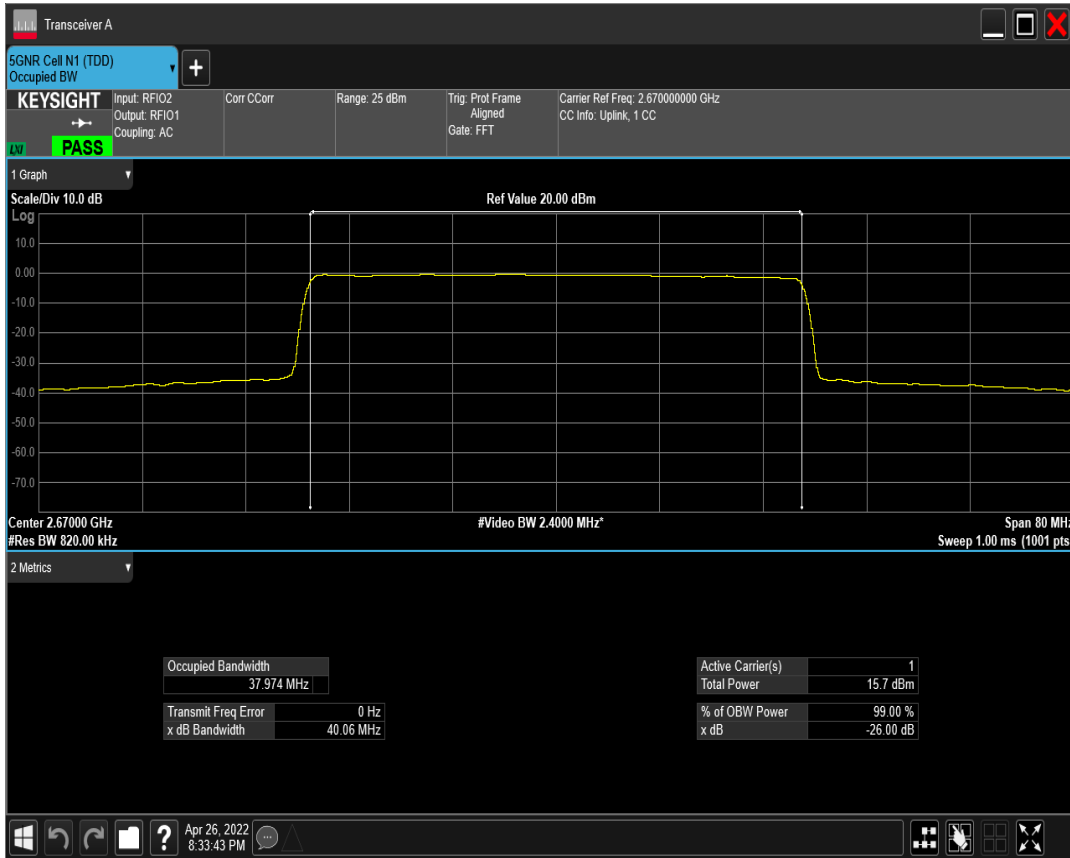 Transceiver A
5GNR Cell N1 (TDD)
Occupied BW
+
KEYSIGHT
LXI
PASS
Input: RFIO2
Output: RFIO1
Coupling: AC
Corr CCorr
Range: 25 dBm
Trig: Prot Frame
Aligned
Gate: FFT
Carrier Ref Freq: 2.670000000 GHz
CC Info: Uplink, 1 CC
1 Graph
Scale/Div 10.0 dB
Ref Value 20.00 dBm
Log
10.0
0.00
-10.0
-20.0
-30.0
-40.0
-50.0
-60.0
-70.0
Center 2.67000 GHz
#Video BW 2.4000 MHz*
Span 80 MHz
#Res BW 820.00 kHz
Sweep 1.00 ms (1001 pts
2 Metrics
Occupied Bandwidth
37.974 MHz
Transmit Freq Error 0 Hz
x dB Bandwidth 40.06 MHz
Active Carrier(s) 1
Total Power 15.7 dBm
% of OBW Power 99.00 %
x dB -26.00 dB
?
Apr 26, 2022
8:33:43 PM